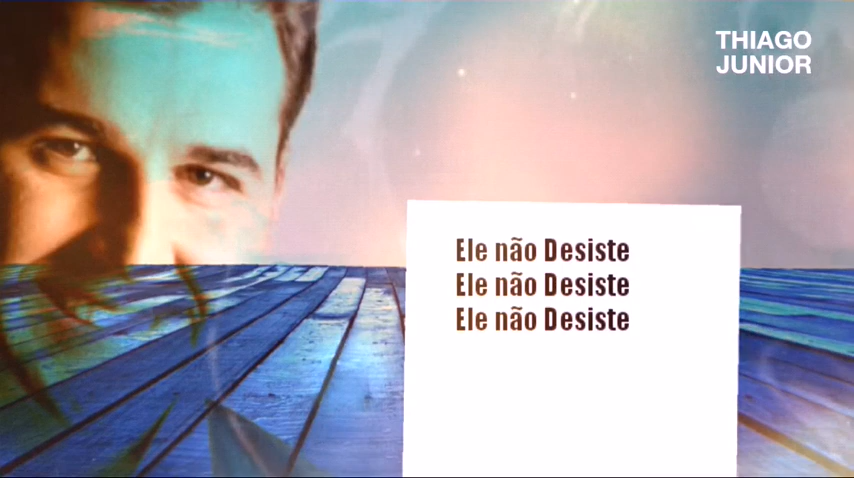 THIAGO
JUNIOR
Ele não Desiste
Ele não Desiste
Ele não Desiste